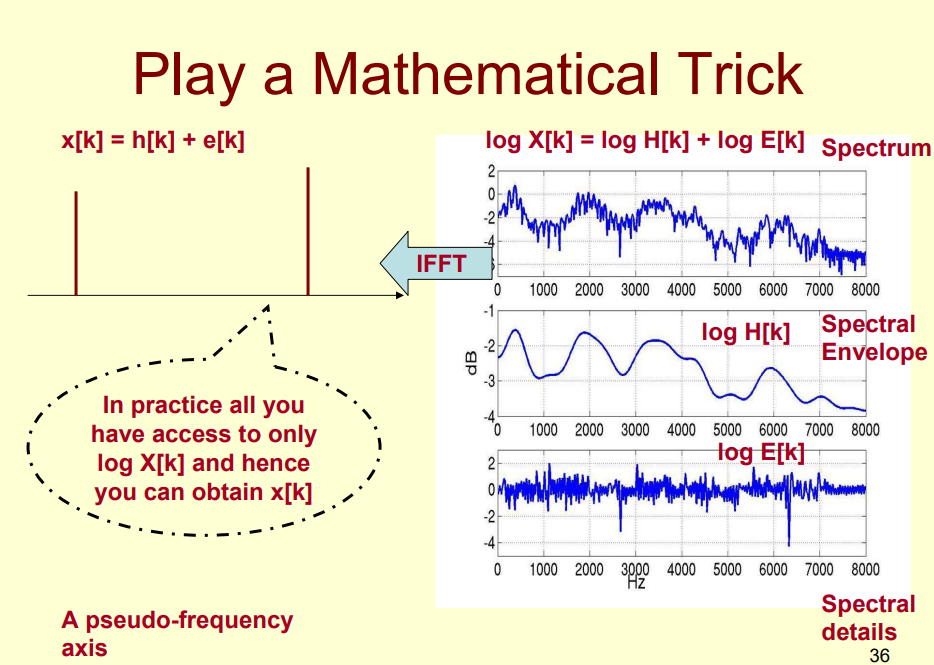 Play a Mathematical Trick
x[k] = h[k] + e[k]
log X[k] = log H[k] + log E[k]
Spectrum
2
0
-2
-4
0 1000 2000 3000 4000 5000 6000 7000 8000
IFFT
-1
-2
-3
-4
dB
log H[k]
Spectral
Envelope
0 1000 2000 3000 4000 5000 6000 7000 8000
In practice all you
have access to only
log X[k] and hence
you can obtain x[k]
log E[k]
2
0
-2
-4
0 1000 2000 3000 4000 5000 6000 7000 8000
Hz
A pseudo-frequency
axis
Spectral
details
36